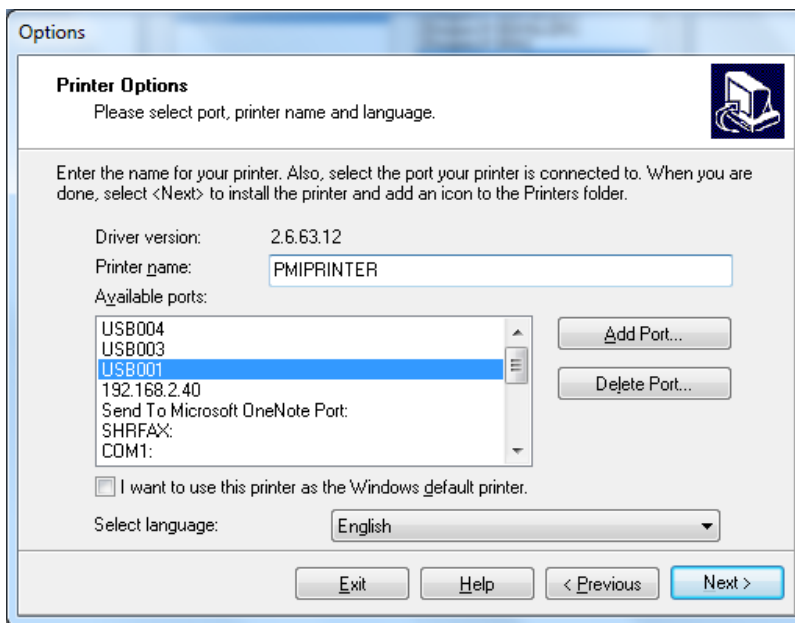 Options
Printer Options
Please select port, printer name and language.
Enter the name for your printer. Also, select the port your printer is connected to. When you are
done, select <Next> to install the printer and add an icon to the Printers folder.
Driver version: 2.6.63.12
Printer name: PMIPRINTER
Available ports:
USB004
USB003
USB001
192.168.2.40
Send To Microsoft OneNote Port:
SHRFAX:
COM1:
Add Port...
Delete Port...
I want to use this printer as the Windows default printer.
Select language: English
Exit Help < Previous Next >